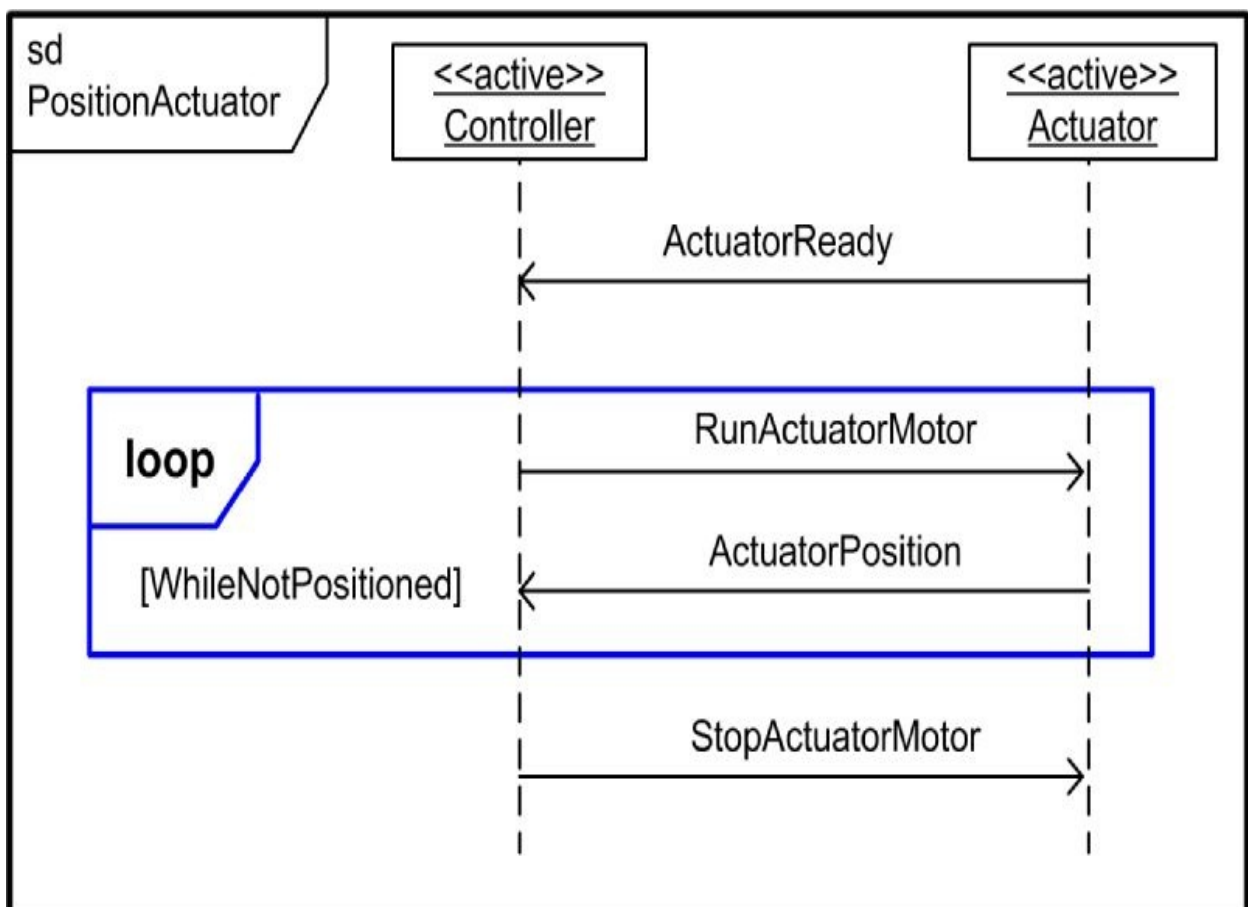 sd
PositionActuator
<<active>>
Controller
<<active>>
Actuator
ActuatorReady
loop
RunActuatorMotor
ActuatorPosition
[WhileNotPositioned]
StopActuatorMotor